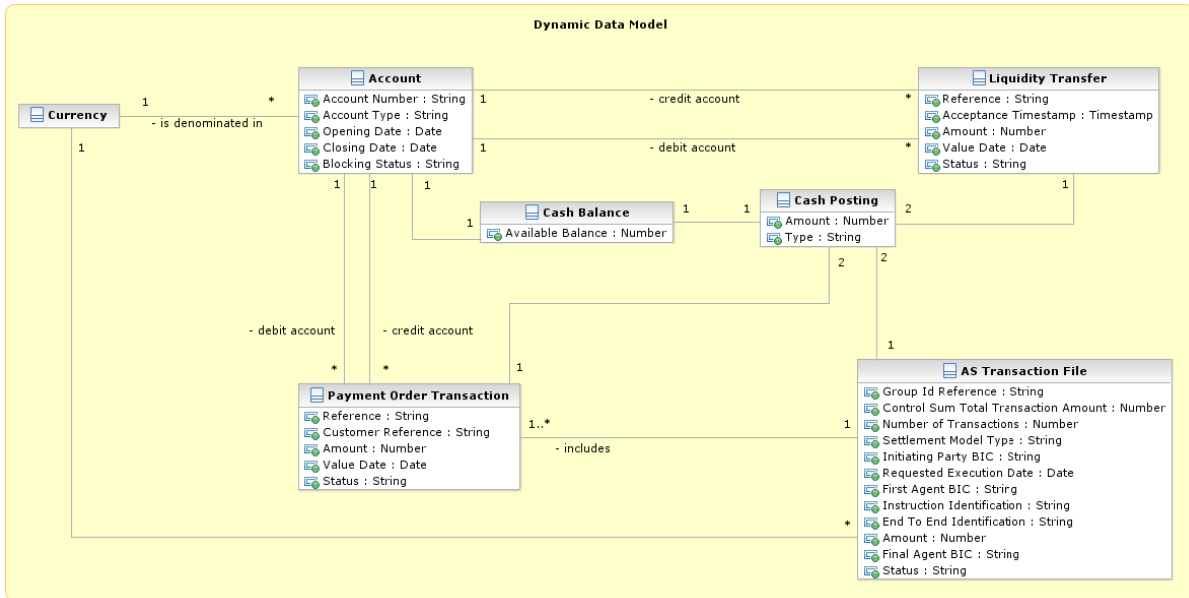 Dynamic Data Model
Currency
1
*
- is denominated in
1
Account
Account Number : String
Account Type : String
Opening Date : Date
Closing Date : Date
Blocking Status : String
1
- credit account
*
1
- debit account
*
Liquidity Transfer
Reference : String
Acceptance Timestamp : Timestamp
Amount : Number
Value Date : Date
Status : String
1
1
1
1
1
Cash Balance
Available Balance : Number
1
1
Cash Posting
Amount : Number
Type : String
2
2
2
- debit account
- credit account
*
*
1
1
Payment Order Transaction
Reference : String
Customer Reference : String
Amount : Number
Value Date : Date
Status : String
1..*
1
- includes
*
AS Transaction File
Group Id Reference : String
Control Sum Total Transaction Amount : Number
Number of Transactions : Number
Settlement Model Type : String
Initiating Party BIC : String
Requested Execution Date : Date
First Agent BIC : String
Instruction Identification : String
End To End Identification : String
Amount : Number
Final Agent BIC : String
Status : String